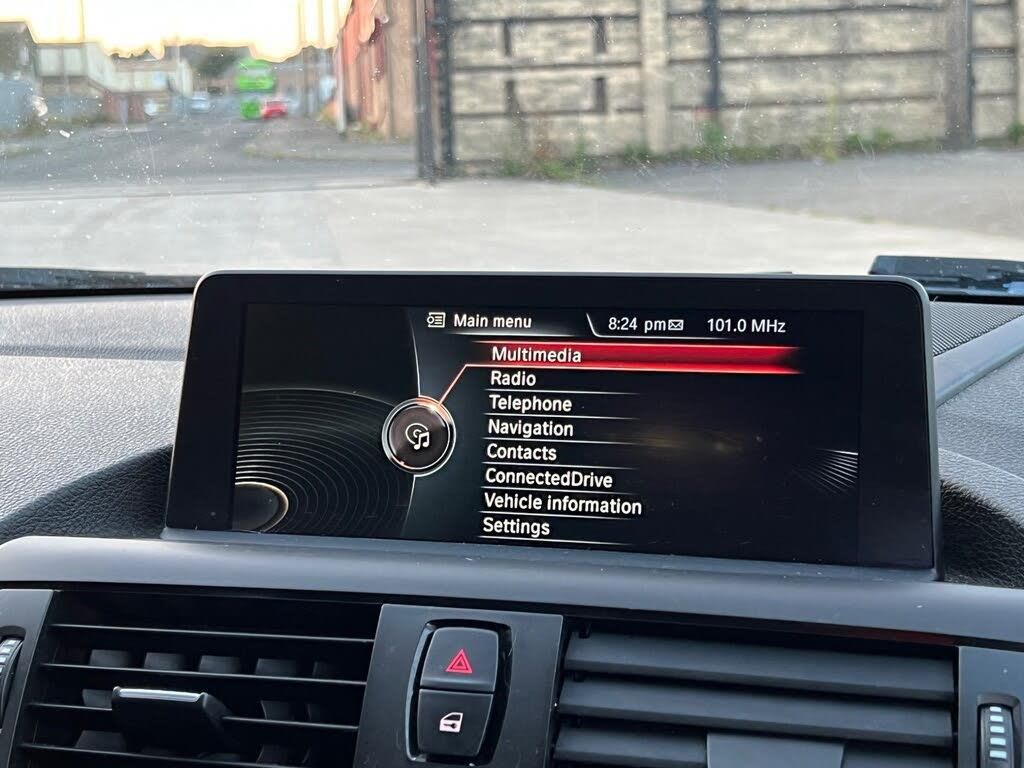 Main menu 8:24 pm 101.0 MHz
Multimedia
Radio
Telephone
Navigation
Contacts
ConnectedDrive
Vehicle information
Settings